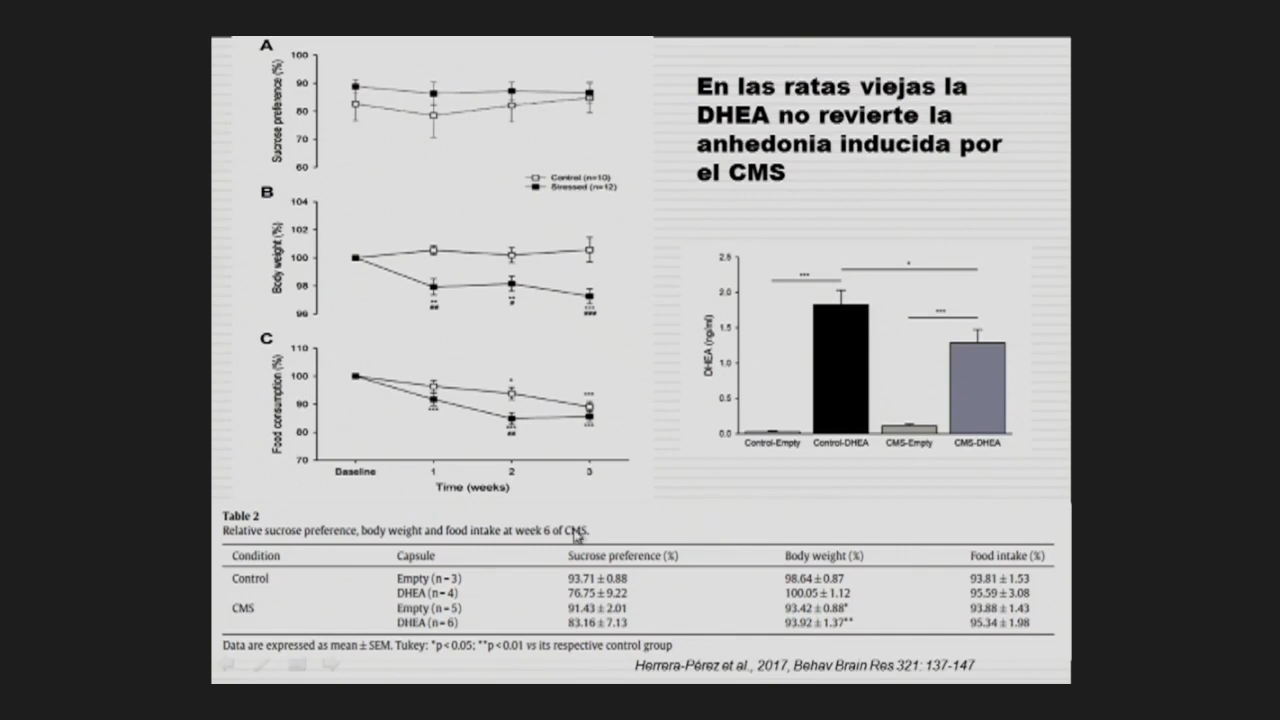 A
100
90
80
70
60
Sucrose preference (%)
Control (n=10)
Stressed (n=12)
B
104
102
100
98
96
Body weight (%)
**
##
**
#
***
###
C
110
100
90
80
70
Food consumption (%)
***
*
***
##
***
***
Baseline 1 2 3
Time (weeks)
En las ratas viejas la
DHEA no revierte la
anhedonia inducida por
el CMS
2.5
2.0
1.5
1.0
0.5
0.0
DHEA (ng/ml)
***
*
***
Control-Empty Control-DHEA CMS-Empty CMS-DHEA
Table 2
Relative sucrose preference, body weight and food intake at week 6 of CMS.
Condition Capsule Sucrose preference (%) Body weight (%) Food intake (%)
Control Empty (n=3) 93.71±0.88 98.64±0.87 93.81±1.53
DHEA (n=4) 76.75±9.22 100.05±1.12 95.59±3.08
CMS Empty (n=5) 91.43±2.01 93.42±0.88* 93.88±1.43
DHEA (n=6) 83.16±7.13 93.92±1.37** 95.34±1.98
Data are expressed as mean±SEM. Tukey: *p<0.05; **p<0.01 vs its respective control group
Herrera-Pérez et al., 2017, Behav Brain Res 321: 137-147